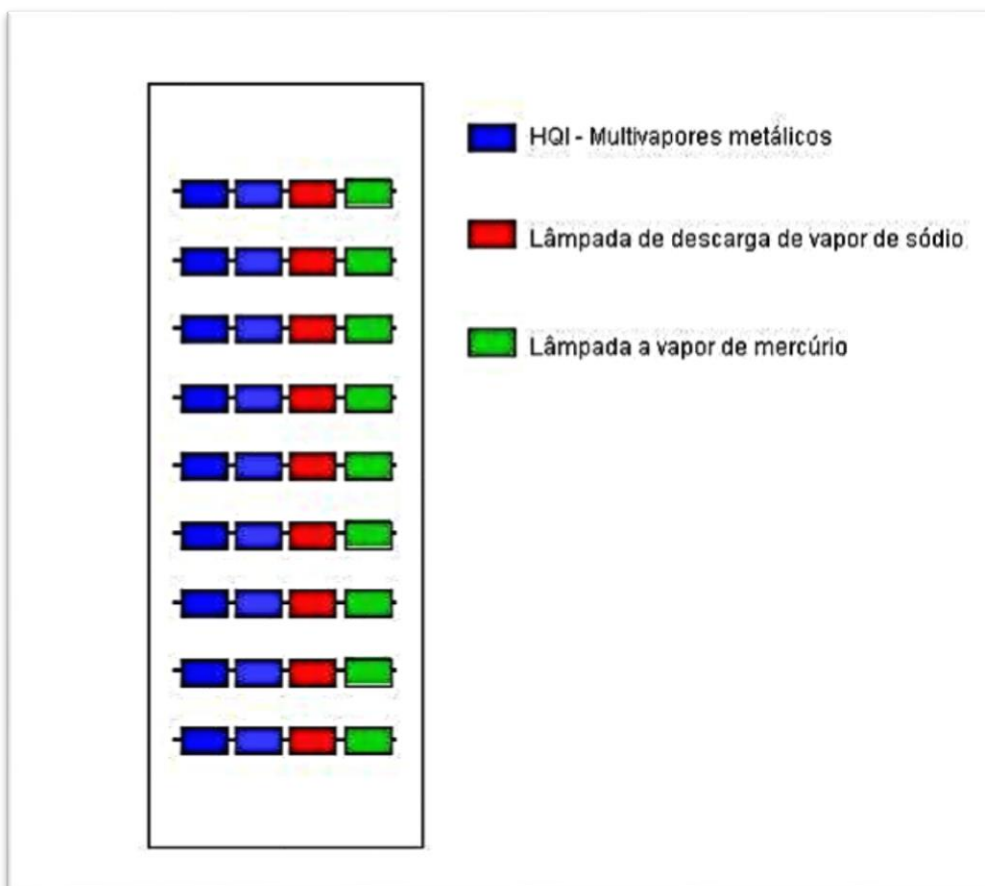 HQI - Multivapores metálicos
Lâmpada de descarga de vapor de sódio
Lâmpada a vapor de mercúrio